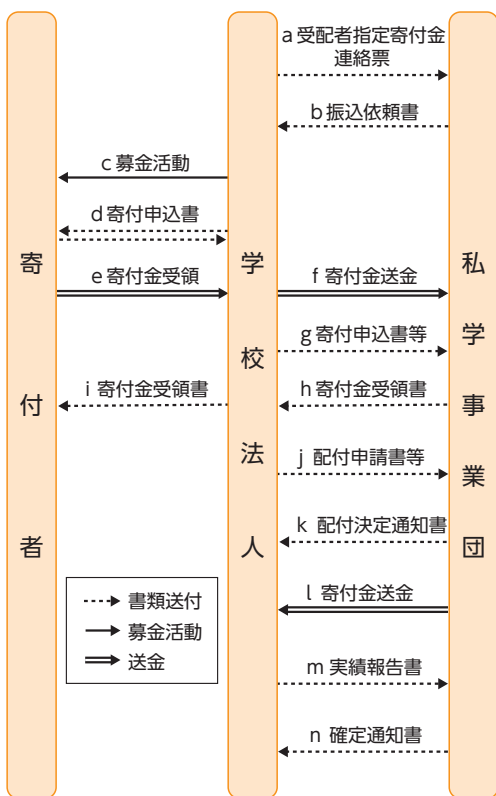 a 受配者指定寄付金
連絡票
b 振込依頼書
c 募金活動
d 寄付申込書
e 寄付金受領
f 寄付金送金
g 寄付申込書等
i 寄付金受領書
h 寄付金受領書
j 配付申請書等
k 配付決定通知書
l 寄付金送金
m 実績報告書
n 確定通知書
寄付者
学校法人
私学事業団
書類送付
募金活動
送金